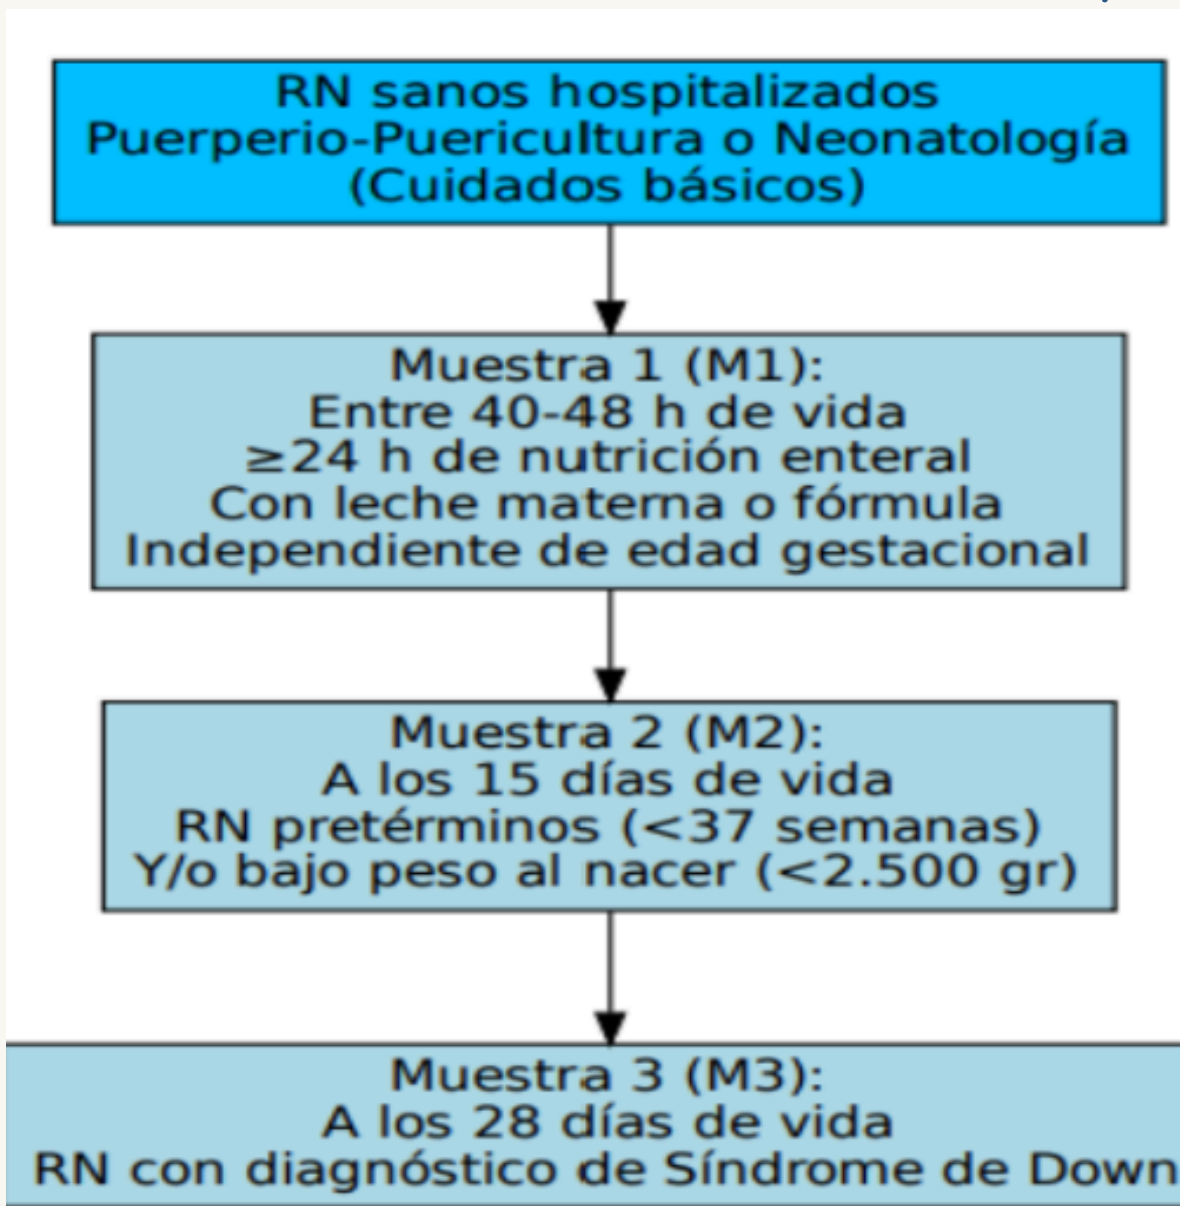 RN sanos hospitalizados
Puerperio-Puericultura o Neonatología
(Cuidados básicos)
Muestra 1 (M1):
Entre 40-48 h de vida
≥24 h de nutrición enteral
Con leche materna o fórmula
Independiente de edad gestacional
Muestra 2 (M2):
A los 15 días de vida
RN pretérminos (<37 semanas)
Y/o bajo peso al nacer (<2.500 gr)
Muestra 3 (M3):
A los 28 días de vida
RN con diagnóstico de Síndrome de Down